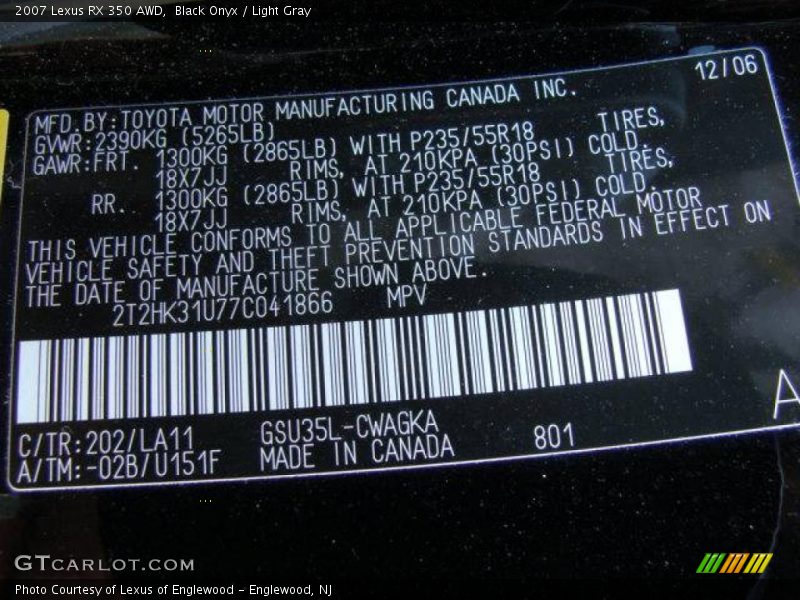 2007 Lexus RX 350 AWD, Black Onyx / Light Gray
12/06
MFD.BY:TOYOTA MOTOR MANUFACTURING CANADA INC.
GVWR:2390KG (5265LB)
GAWR:FRT. 1300KG (2865LB) WITH P235/55R18 TIRES,
18X7JJ RIMS, AT 210KPA (30PSI) COLD.
RR. 1300KG (2865LB) WITH P235/55R18 TIRES,
18X7JJ RIMS, AT 210KPA (30PSI) COLD.
THIS VEHICLE CONFORMS TO ALL APPLICABLE FEDERAL MOTOR
VEHICLE SAFETY AND THEFT PREVENTION STANDARDS IN EFFECT ON
THE DATE OF MANUFACTURE SHOWN ABOVE.
2T2HK31U77C041866 MPV
C/TR:202/LA11 GSU35L-CWAGKA 801
A/TM:-02B/U151F MADE IN CANADA
A
GTCARLOT.COM
Photo Courtesy of Lexus of Englewood - Englewood, NJ